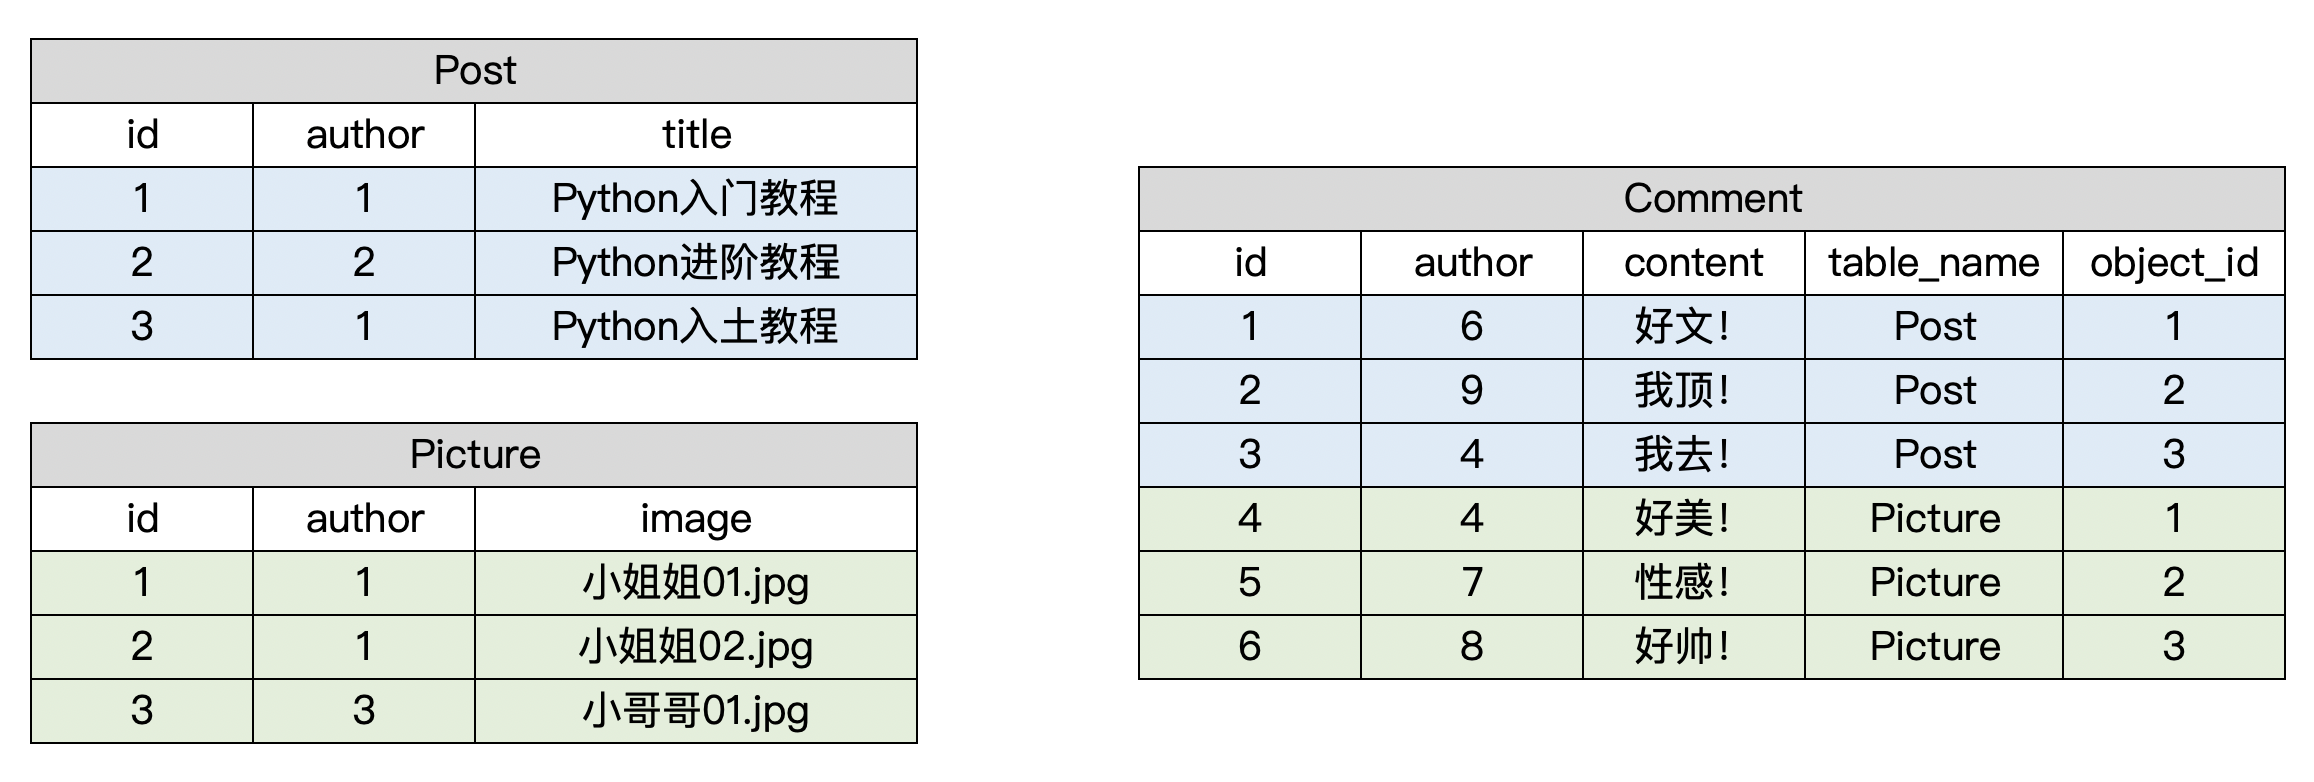 Post
id author title
1 1 Python入门教程
2 2 Python进阶教程
3 1 Python入土教程
Picture
id author image
1 1 小姐姐01.jpg
2 1 小姐姐02.jpg
3 3 小哥哥01.jpg
Comment
id author content table_name object_id
1 6 好文！ Post 1
2 9 我顶！ Post 2
3 4 我去！ Post 3
4 4 好美！ Picture 1
5 7 性感！ Picture 2
6 8 好帅！ Picture 3